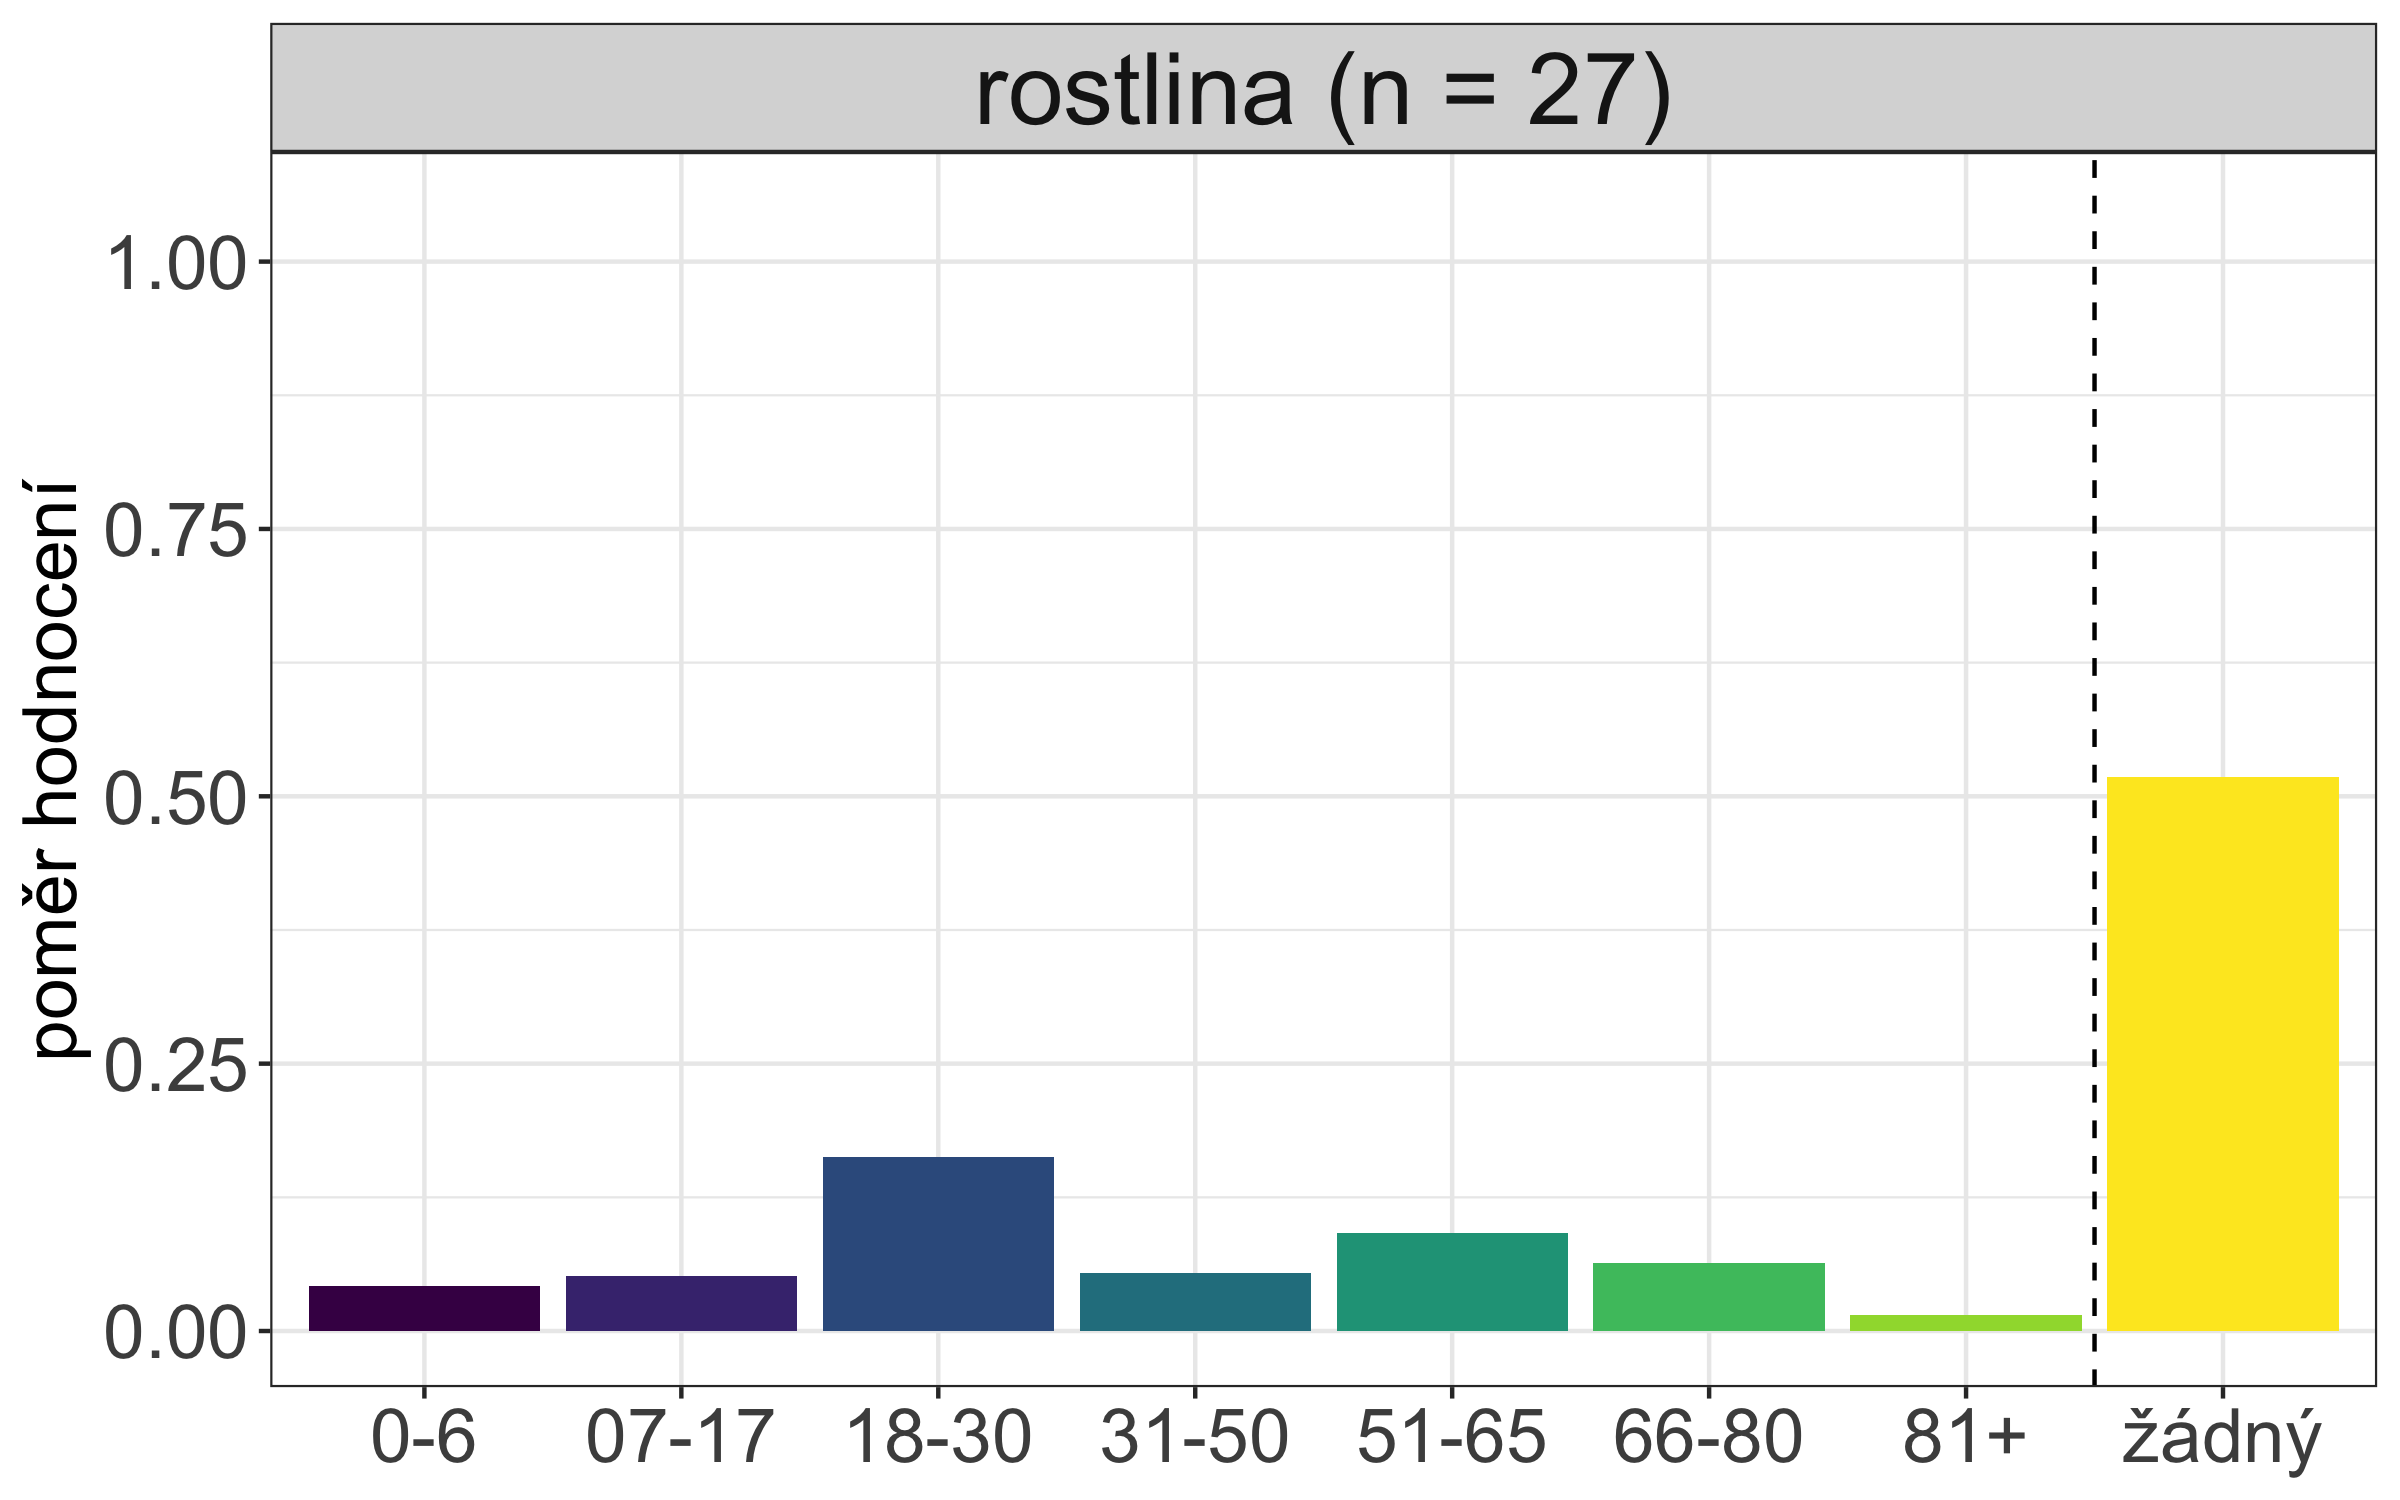 rostlina (n = 27)
poměr hodnocení
1.00
0.75
0.50
0.25
0.00
0-6 07-17 18-30 31-50 51-65 66-80 81+ žádný